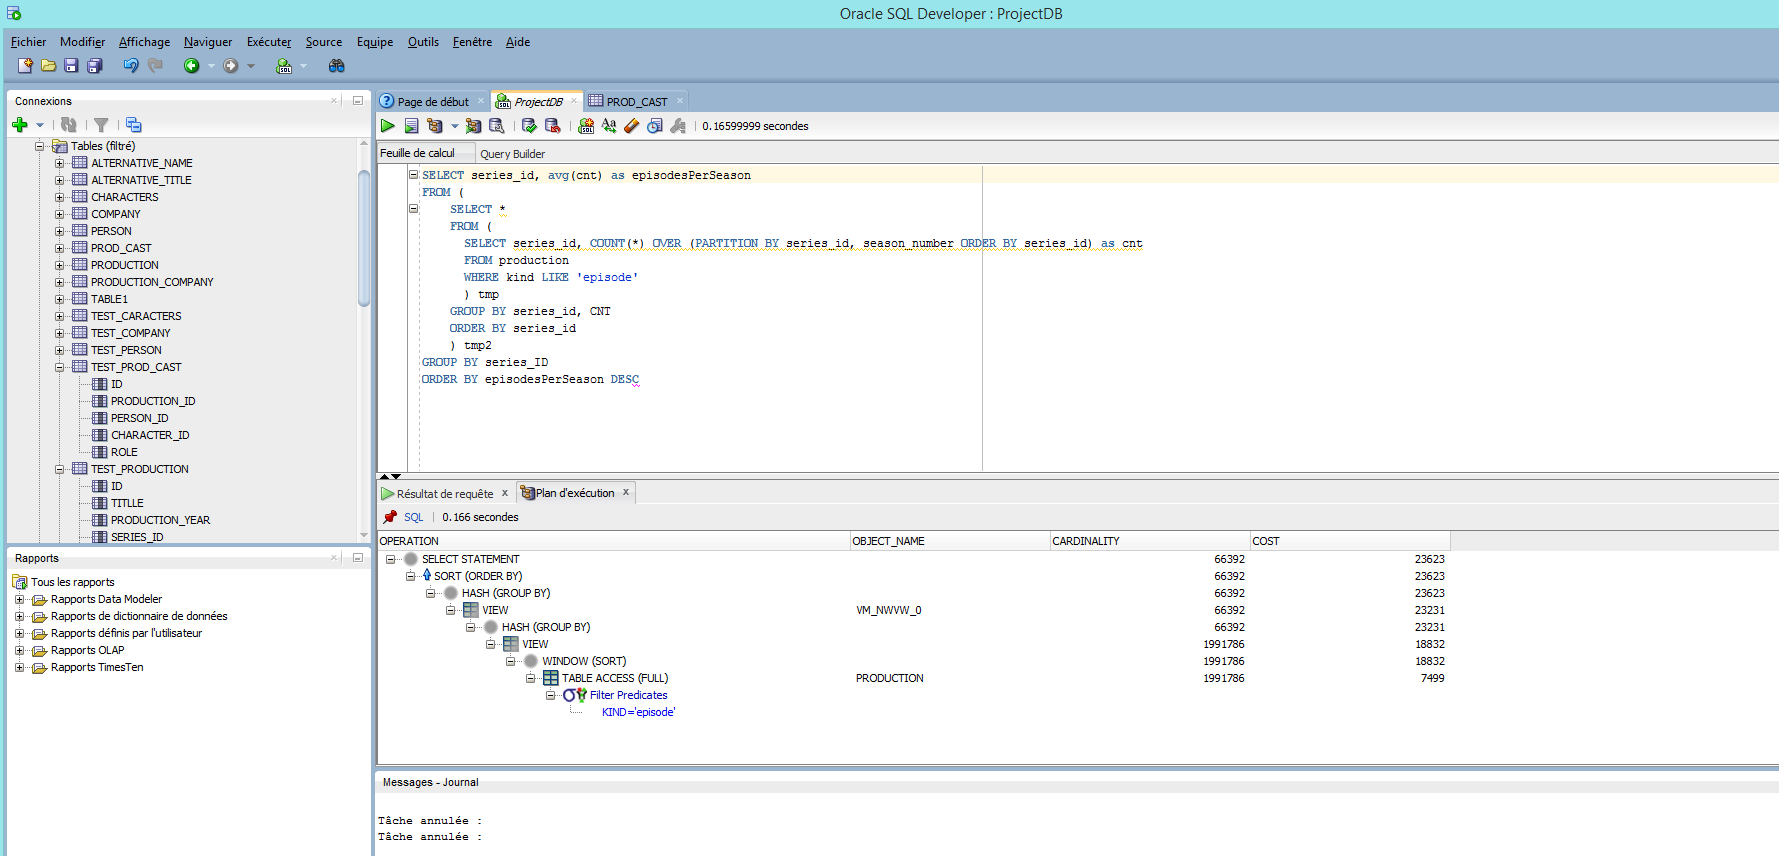 Oracle SQL Developer : ProjectDB
Fichier Modifier Affichage Naviguer Exécuter Source Equipe Outils Fenêtre Aide
Connexions
Tables (filtré)
ALTERNATIVE_NAME
ALTERNATIVE_TITLE
CHARACTERS
COMPANY
PERSON
PROD_CAST
PRODUCTION
PRODUCTION_COMPANY
TABLE1
TEST_CARACTERS
TEST_COMPANY
TEST_PERSON
TEST_PROD_CAST
ID
PRODUCTION_ID
PERSON_ID
CHARACTER_ID
ROLE
TEST_PRODUCTION
ID
TITLLE
PRODUCTION_YEAR
SERIES_ID
Rapports
Tous les rapports
Rapports Data Modeler
Rapports de dictionnaire de données
Rapports définis par l'utilisateur
Rapports OLAP
Rapports TimesTen
Page de début ProjectDB PROD_CAST
0.16599999 secondes
Feuille de calcul Query Builder
SELECT series_id, avg(cnt) as episodesPerSeason
FROM (
SELECT *
FROM (
SELECT series_id, COUNT(*) OVER (PARTITION BY series_id, season_number ORDER BY series_id) as cnt
FROM production
WHERE kind LIKE 'episode'
) tmp
GROUP BY series_id, CNT
ORDER BY series_id
) tmp2
GROUP BY series_ID
ORDER BY episodesPerSeason DESC
Résultat de requête x Plan d'exécution x
SQL 0.166 secondes
OPERATION OBJECT_NAME CARDINALITY COST
SELECT STATEMENT 66392 23623
SORT (ORDER BY) 66392 23623
HASH (GROUP BY) 66392 23623
VIEW VM_NWVW_0 66392 23231
HASH (GROUP BY) 66392 23231
VIEW 1991786 18832
WINDOW (SORT) 1991786 18832
TABLE ACCESS (FULL) PRODUCTION 1991786 7499
Filter Predicates
KIND='episode'
Messages - Journal
Tâche annulée :
Tâche annulée :